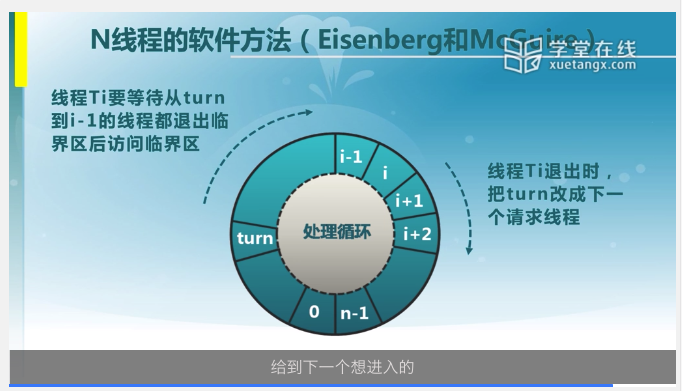 N线程的软件方法（Eisenberg和McGuire）
学堂在线
xuetangx.com
线程Ti要等待从turn
到i-1的线程都退出临
界区后访问临界区
i-1
i
i+1
i+2
线程Ti退出时，
把turn改成下一
个请求线程
turn
处理循环
0
n-1
给到下一个想进入的